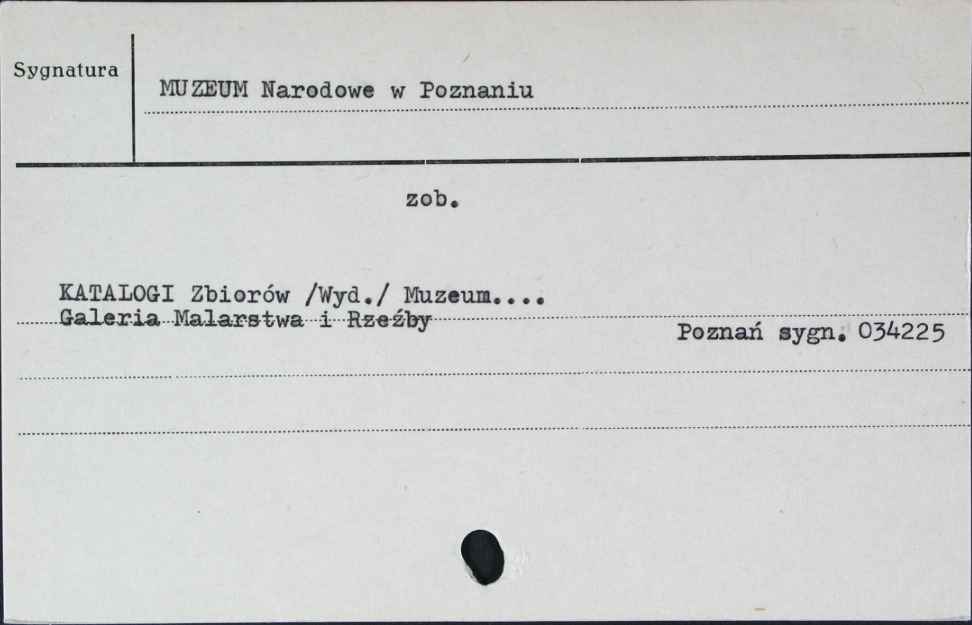 Sygnatura
MUZEUM Narodowe w Poznaniu
zob.
KATALOGI Zbiorów /Wyd./ Muzeum....
Galeria Malarstwa i Rzeźby
Poznań sygn. 034225